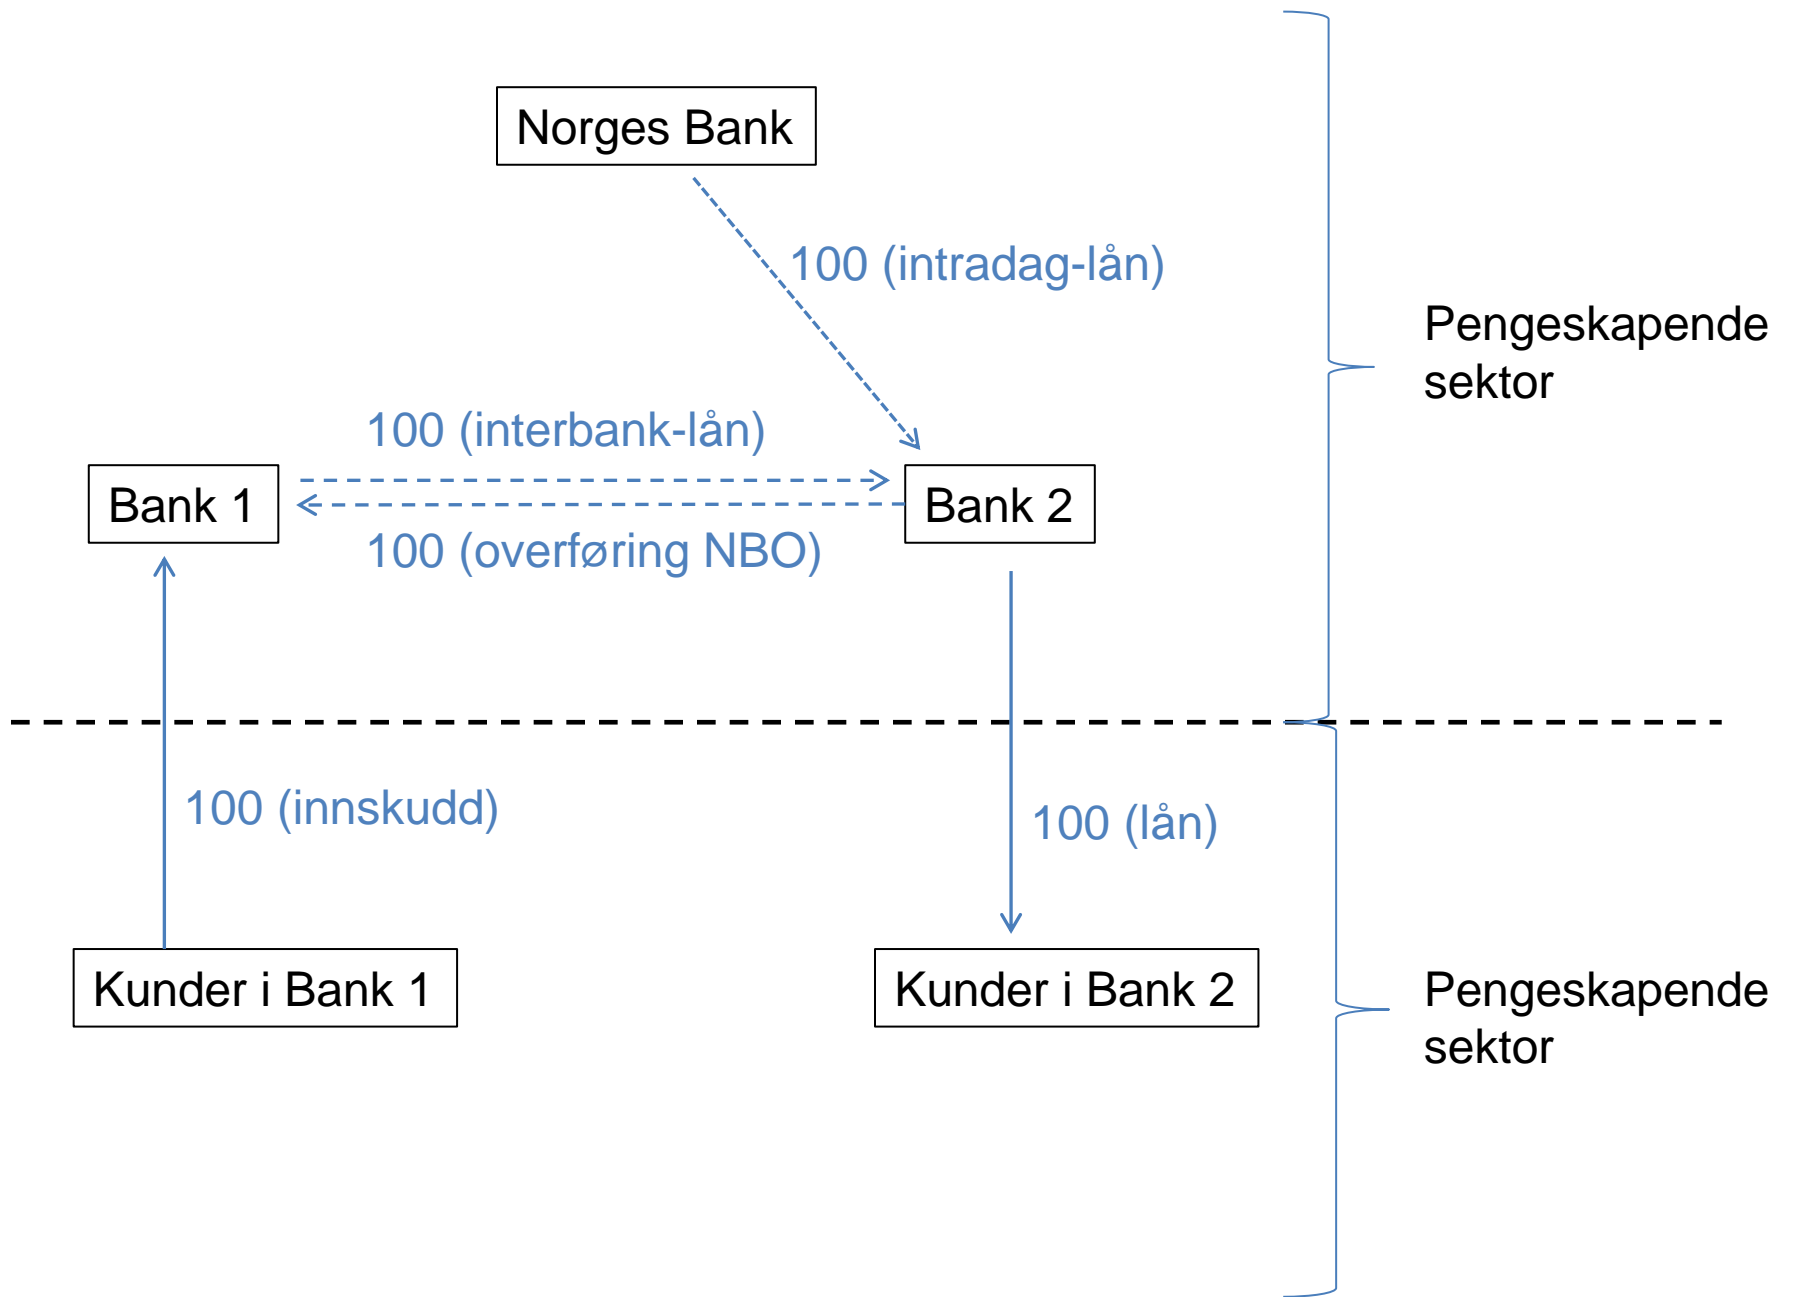 Norges Bank
100 (intradag-lån)
Pengeskapende
sektor
100 (interbank-lån)
Bank 1
Bank 2
100 (overføring NBO)
100 (innskudd)
100 (lån)
Kunder i Bank 1
Kunder i Bank 2
Pengeskapende
sektor